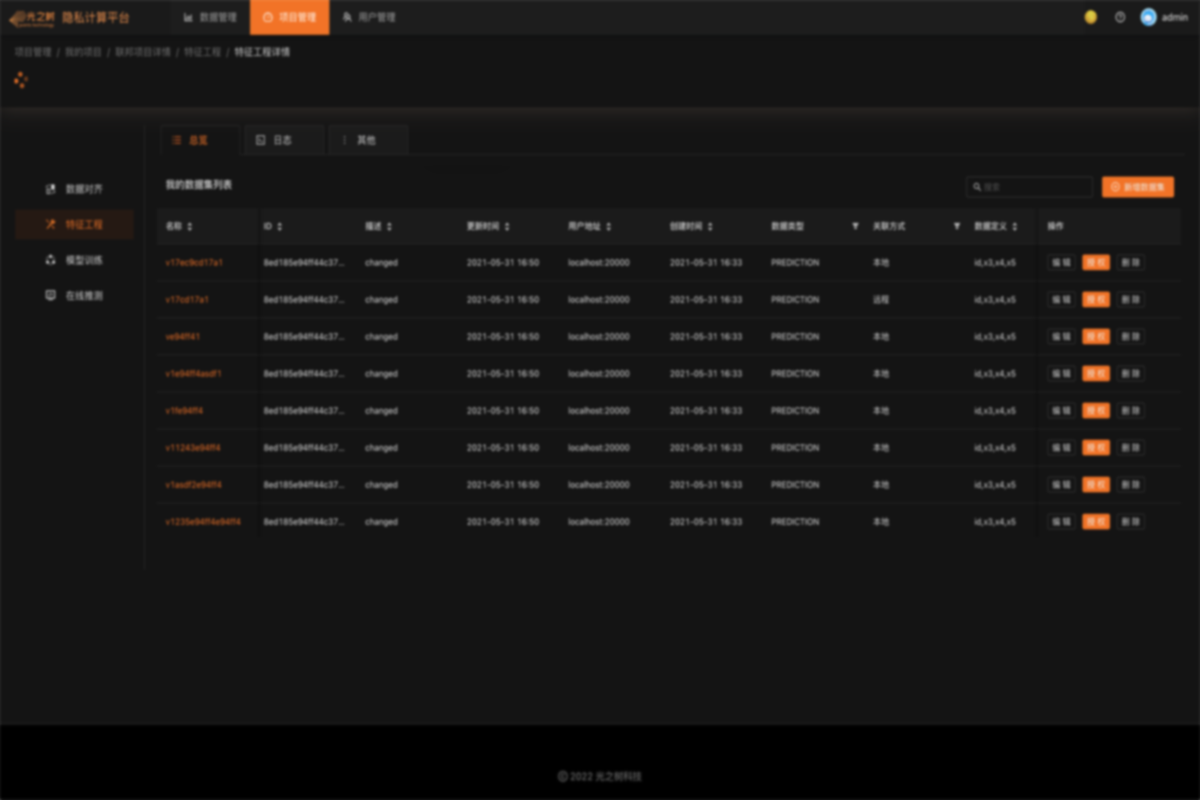 光之树 隐私计算平台 数据管理 项目管理 用户管理 admin
项目管理 / 我的项目 / 联邦项目详情 / 特征工程 / 特征工程详情
总览 日志 其他
数据对齐
特征工程
模型训练
在线推测
我的数据集列表 搜索 新增数据集
名称 ID 描述 更新时间 用户地址 创建时间 数据类型 关联方式 数据定义 操作
v17ec9cd17a1 8ed185e94ff44c37... changed 2021-05-31 16:50 localhost:20000 2021-05-31 16:33 PREDICTION 本地 id,x3,x4,x5 编辑 授权 删除
v17cd17a1 8ed185e94ff44c37... changed 2021-05-31 16:50 localhost:20000 2021-05-31 16:33 PREDICTION 远程 id,x3,x4,x5 编辑 授权 删除
ve94ff41 8ed185e94ff44c37... changed 2021-05-31 16:50 localhost:20000 2021-05-31 16:33 PREDICTION 本地 id,x3,x4,x5 编辑 授权 删除
v1e94ff4asdf1 8ed185e94ff44c37... changed 2021-05-31 16:50 localhost:20000 2021-05-31 16:33 PREDICTION 本地 id,x3,x4,x5 编辑 授权 删除
v1fe94ff4 8ed185e94ff44c37... changed 2021-05-31 16:50 localhost:20000 2021-05-31 16:33 PREDICTION 本地 id,x3,x4,x5 编辑 授权 删除
v11243e94ff4 8ed185e94ff44c37... changed 2021-05-31 16:50 localhost:20000 2021-05-31 16:33 PREDICTION 本地 id,x3,x4,x5 编辑 授权 删除
v1asdf2e94ff4 8ed185e94ff44c37... changed 2021-05-31 16:50 localhost:20000 2021-05-31 16:33 PREDICTION 本地 id,x3,x4,x5 编辑 授权 删除
v1235e94ff4e94ff4 8ed185e94ff44c37... changed 2021-05-31 16:50 localhost:20000 2021-05-31 16:33 PREDICTION 本地 id,x3,x4,x5 编辑 授权 删除
© 2022 光之树科技